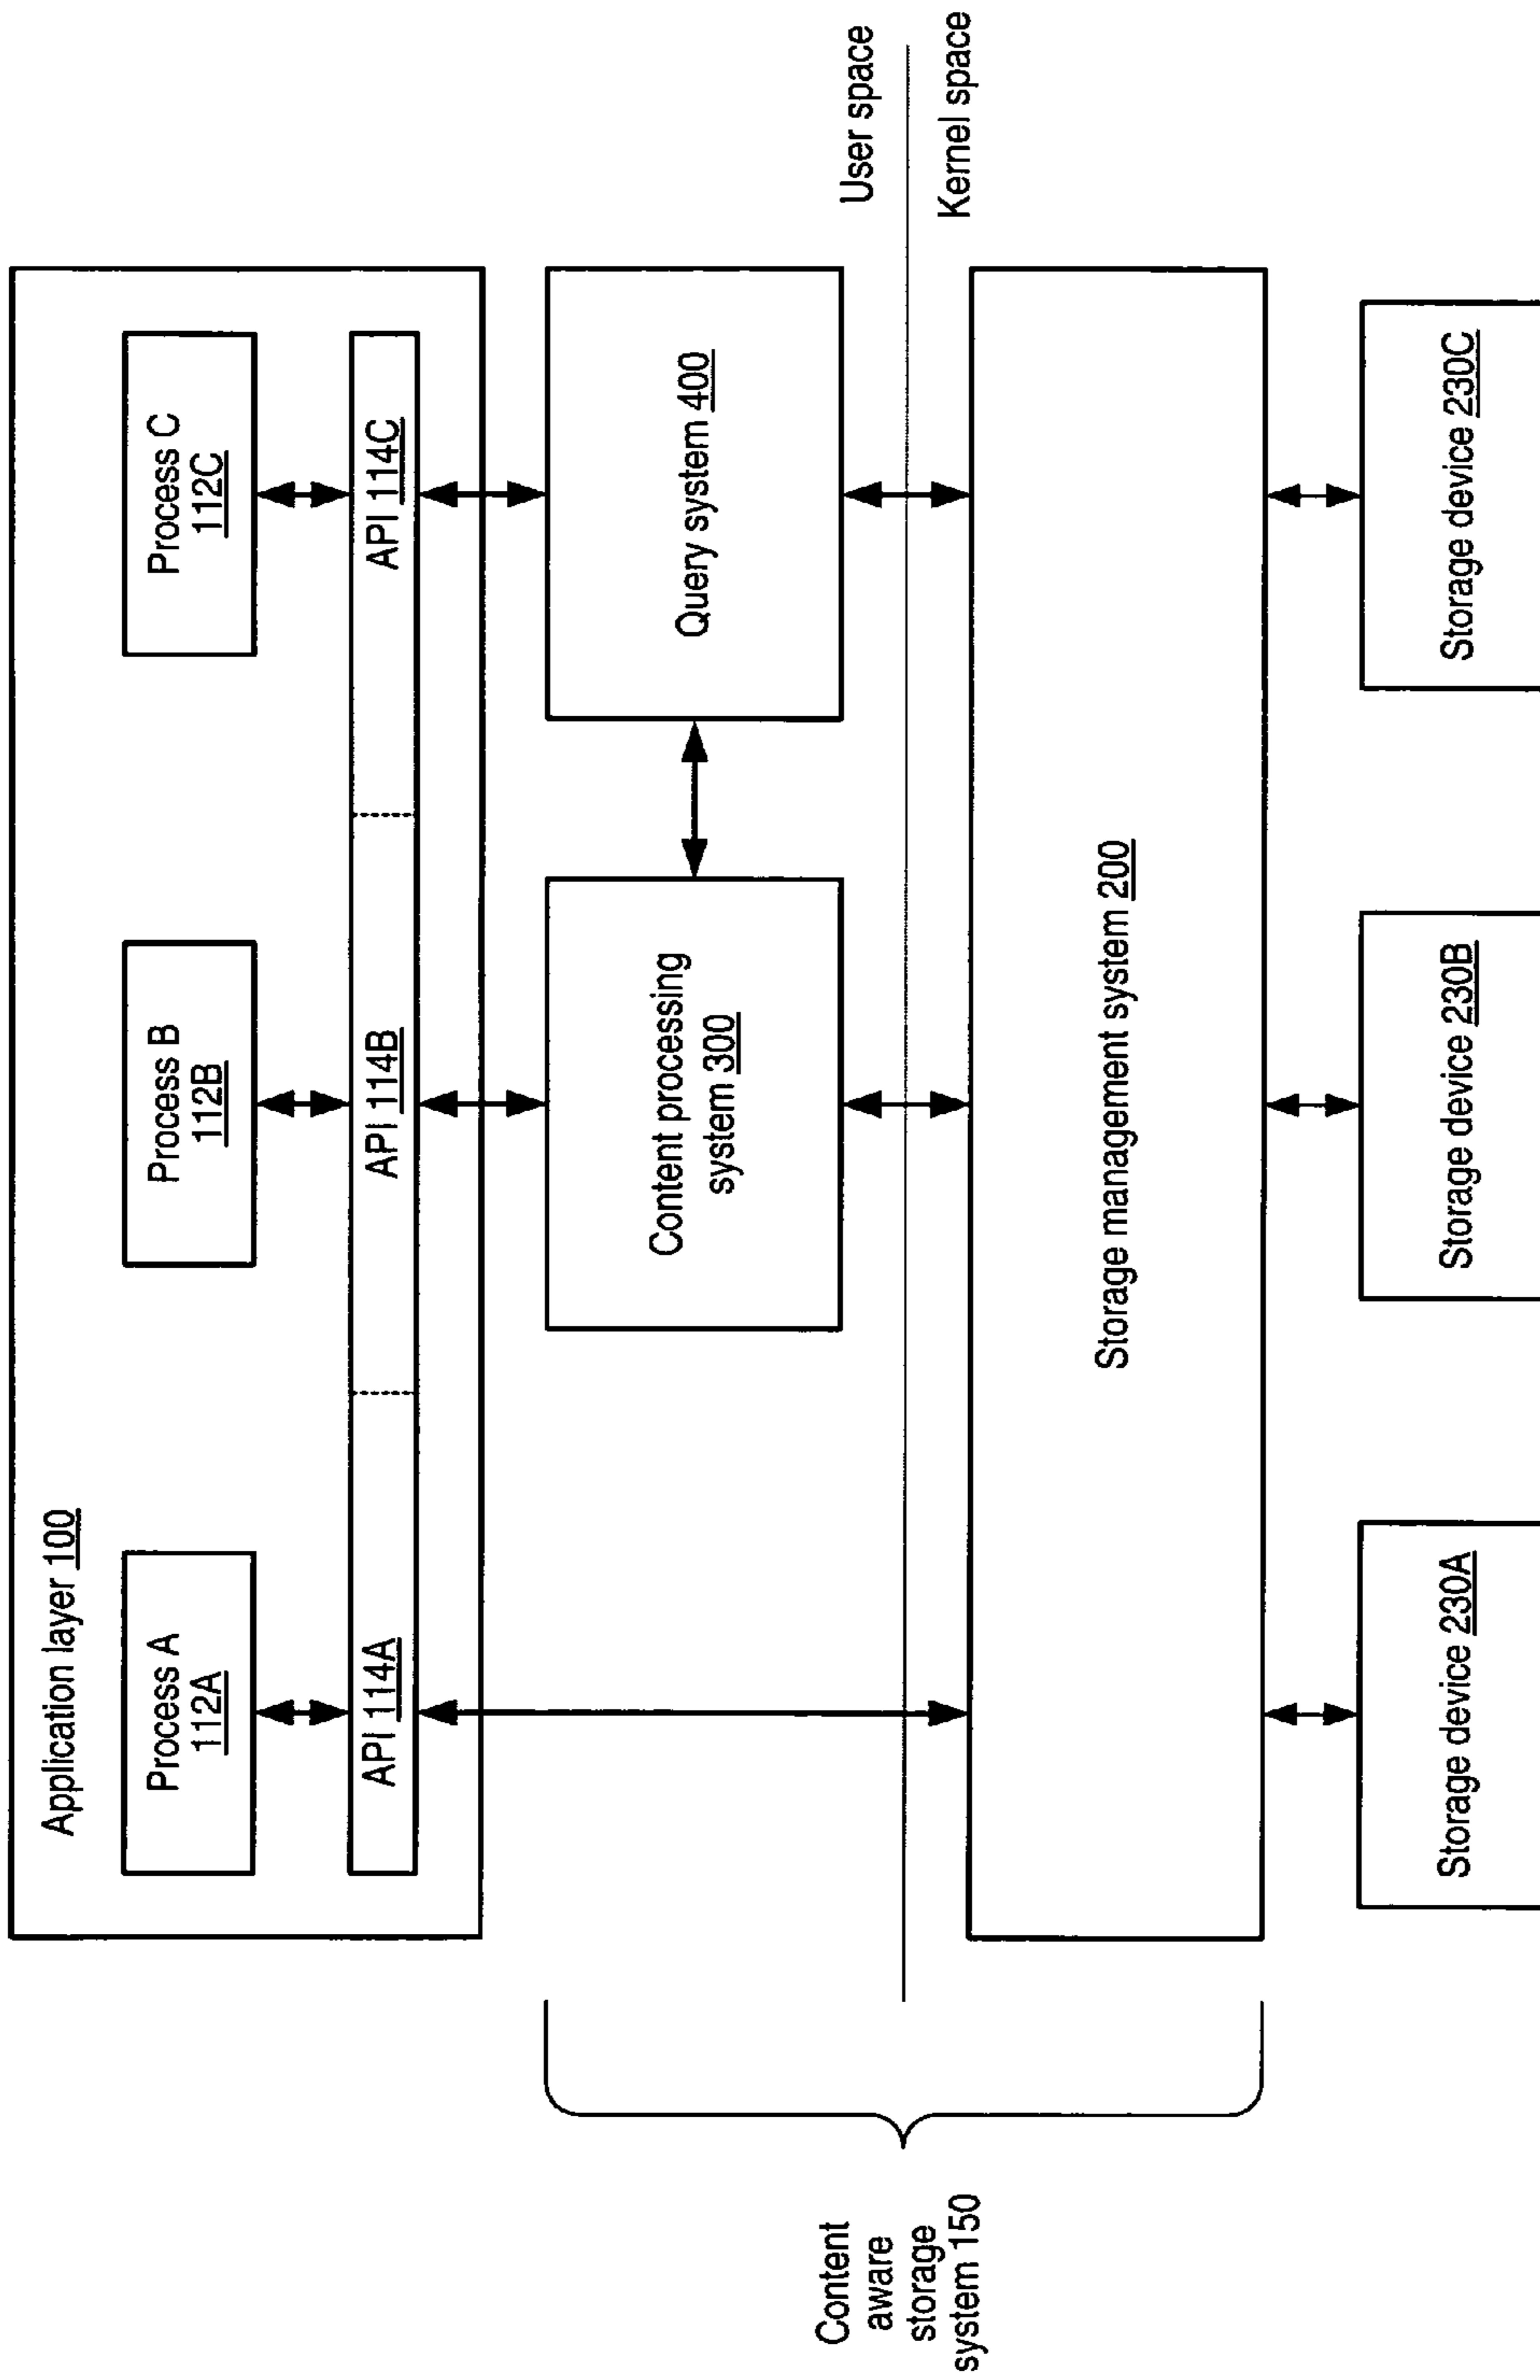 Application layer 100
Process A
112A
Process B
112B
Process C
112C
API 114A
API 114B
API 114C
Content processing
system 300
Query system 400
User space
Kernel space
Content
aware
storage
system 150
Storage management system 200
Storage device 230A
Storage device 230B
Storage device 230C